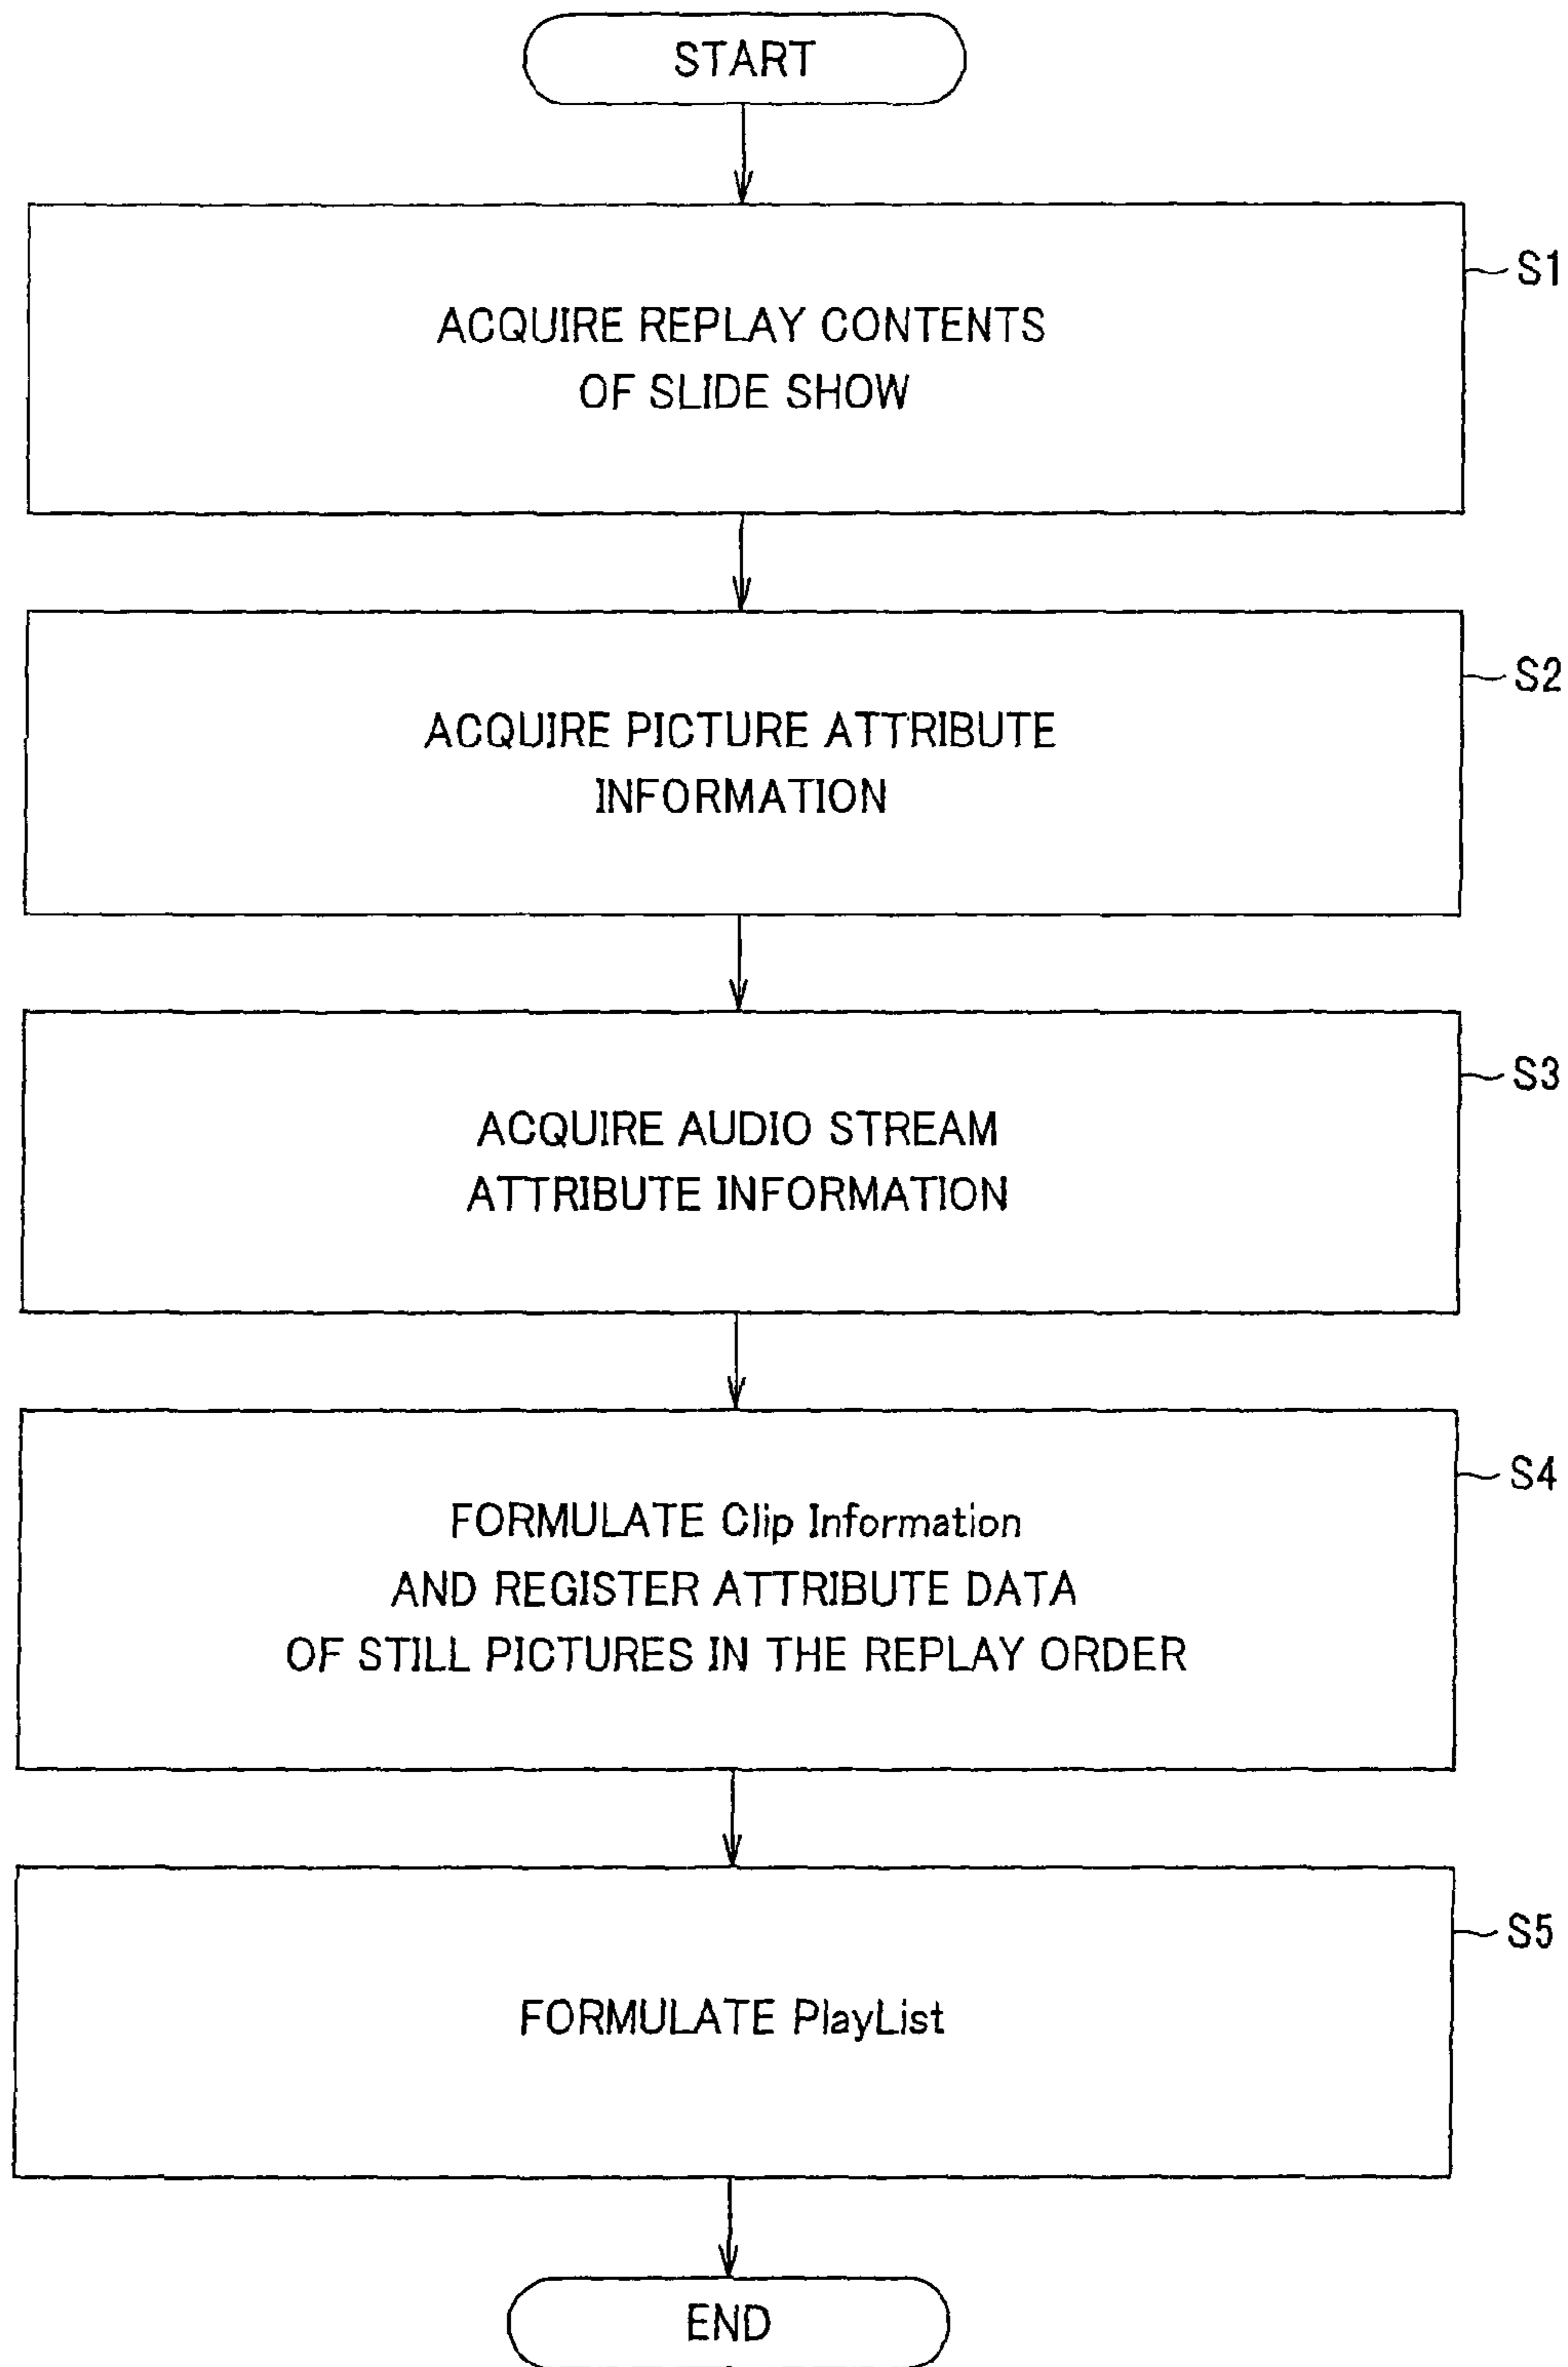 START
S1
ACQUIRE REPLAY CONTENTS
OF SLIDE SHOW
S2
ACQUIRE PICTURE ATTRIBUTE
INFORMATION
S3
ACQUIRE AUDIO STREAM
ATTRIBUTE INFORMATION
S4
FORMULATE Clip Information
AND REGISTER ATTRIBUTE DATA
OF STILL PICTURES IN THE REPLAY ORDER
S5
FORMULATE PlayList
END